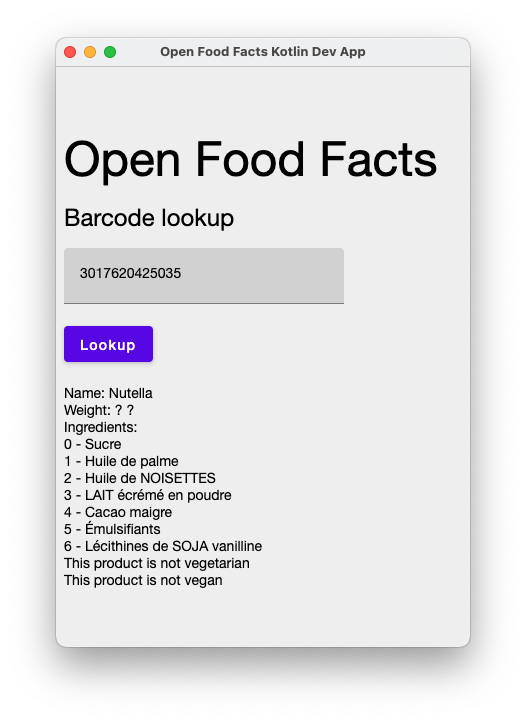 Open Food Facts Kotlin Dev App
Open Food Facts
Barcode lookup
3017620425035
Lookup
Name: Nutella
Weight: ? ?
Ingredients:
0 - Sucre
1 - Huile de palme
2 - Huile de NOISETTES
3 - LAIT écrémé en poudre
4 - Cacao maigre
5 - Émulsifiants
6 - Lécithines de SOJA vanilline
This product is not vegetarian
This product is not vegan